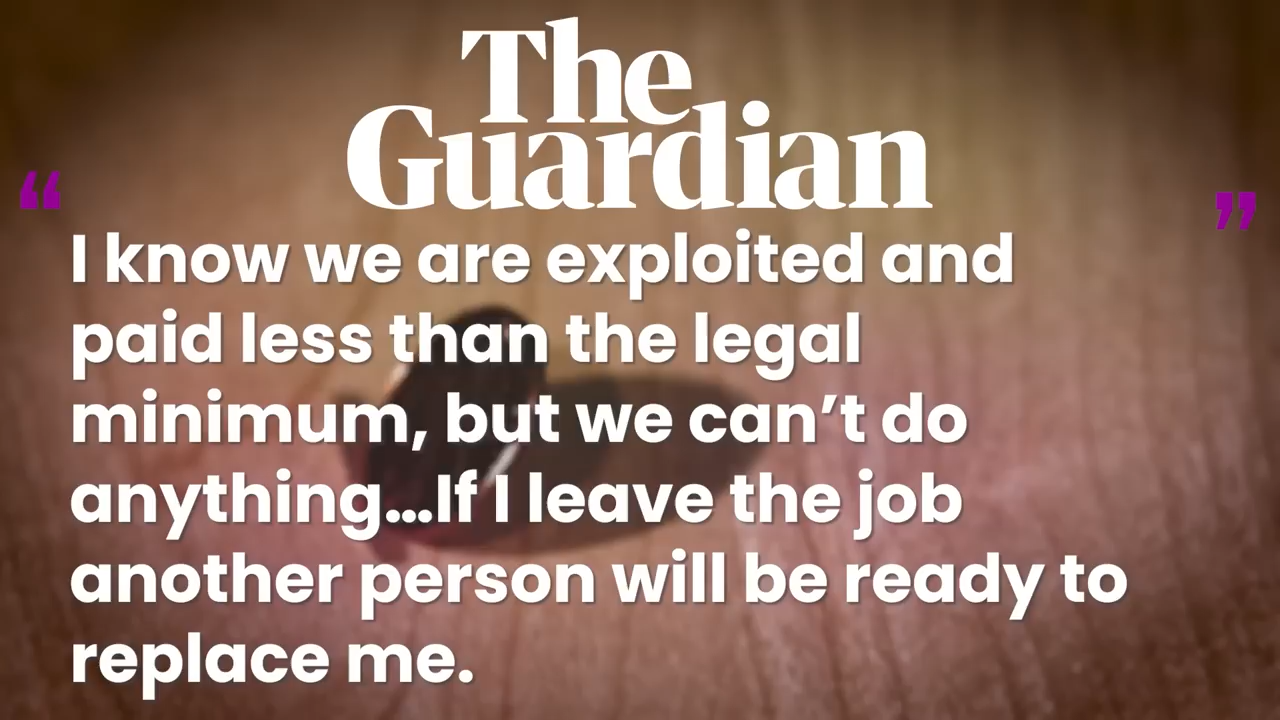 The
Guardian
“ ”
I know we are exploited and
paid less than the legal
minimum, but we can’t do
anything...If I leave the job
another person will be ready to
replace me.